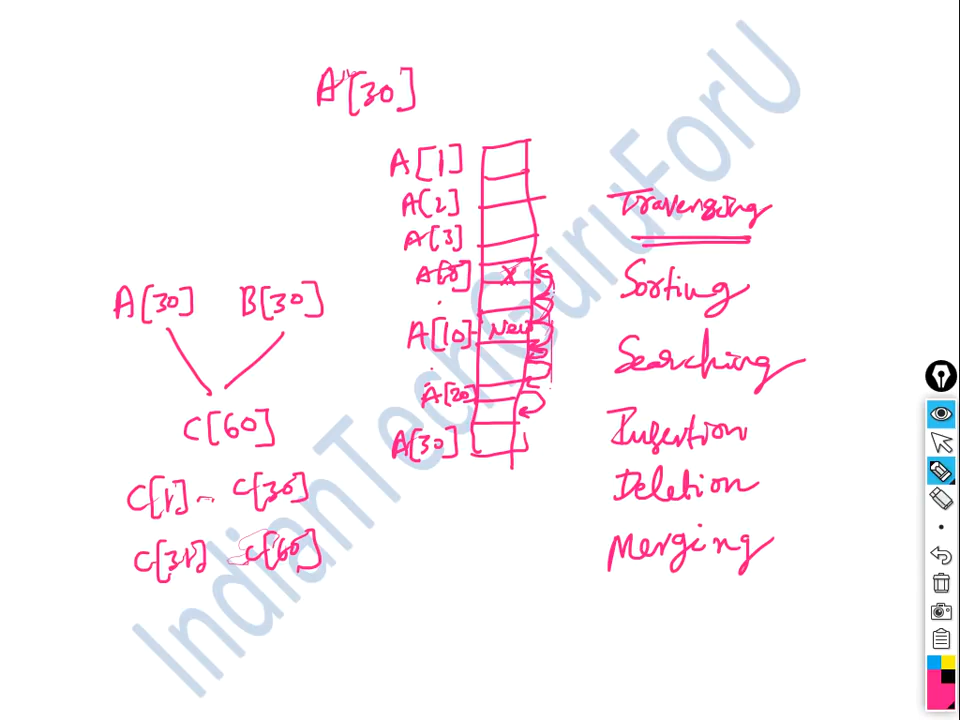 A[30]
A[1]
A[2]
A[3]
A[10] New
A[20]
A[30]
A[30] B[30]
C[60]
C[1] - C[30]
C[31] - C[60]
Traversing
Sorting
Searching
Insertion
Deletion
Merging
IndianTechGuruForU